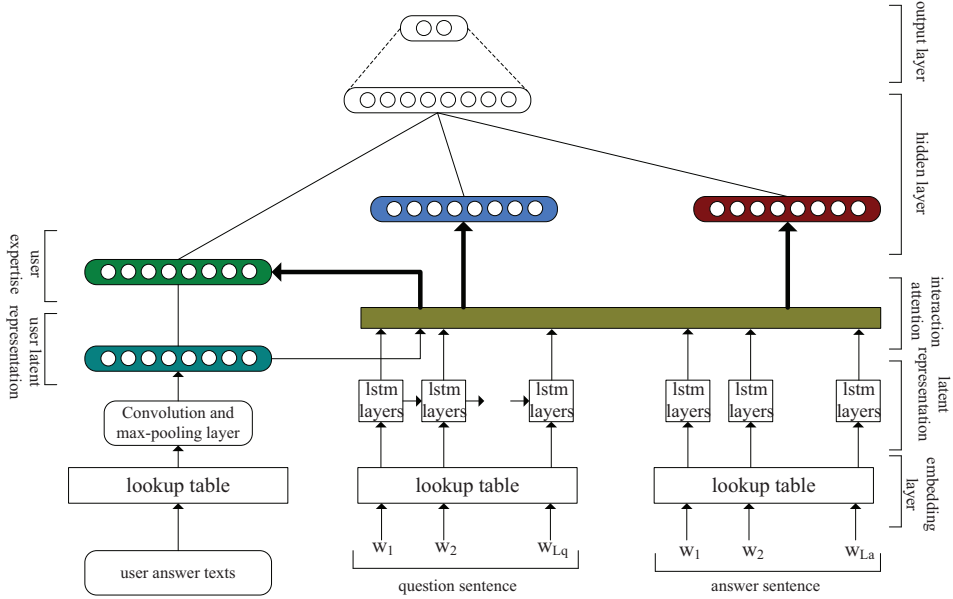 output layer
hidden layer
user
expertise
interaction
attention
user latent
representation
latent
representation
lstm
layers
lstm
layers
lstm
layers
lstm
layers
lstm
layers
lstm
layers
Convolution and
max-pooling layer
lookup table
lookup table
lookup table
embedding
layer
w1
w2
wLq
w1
w2
wLa
user answer texts
question sentence
answer sentence